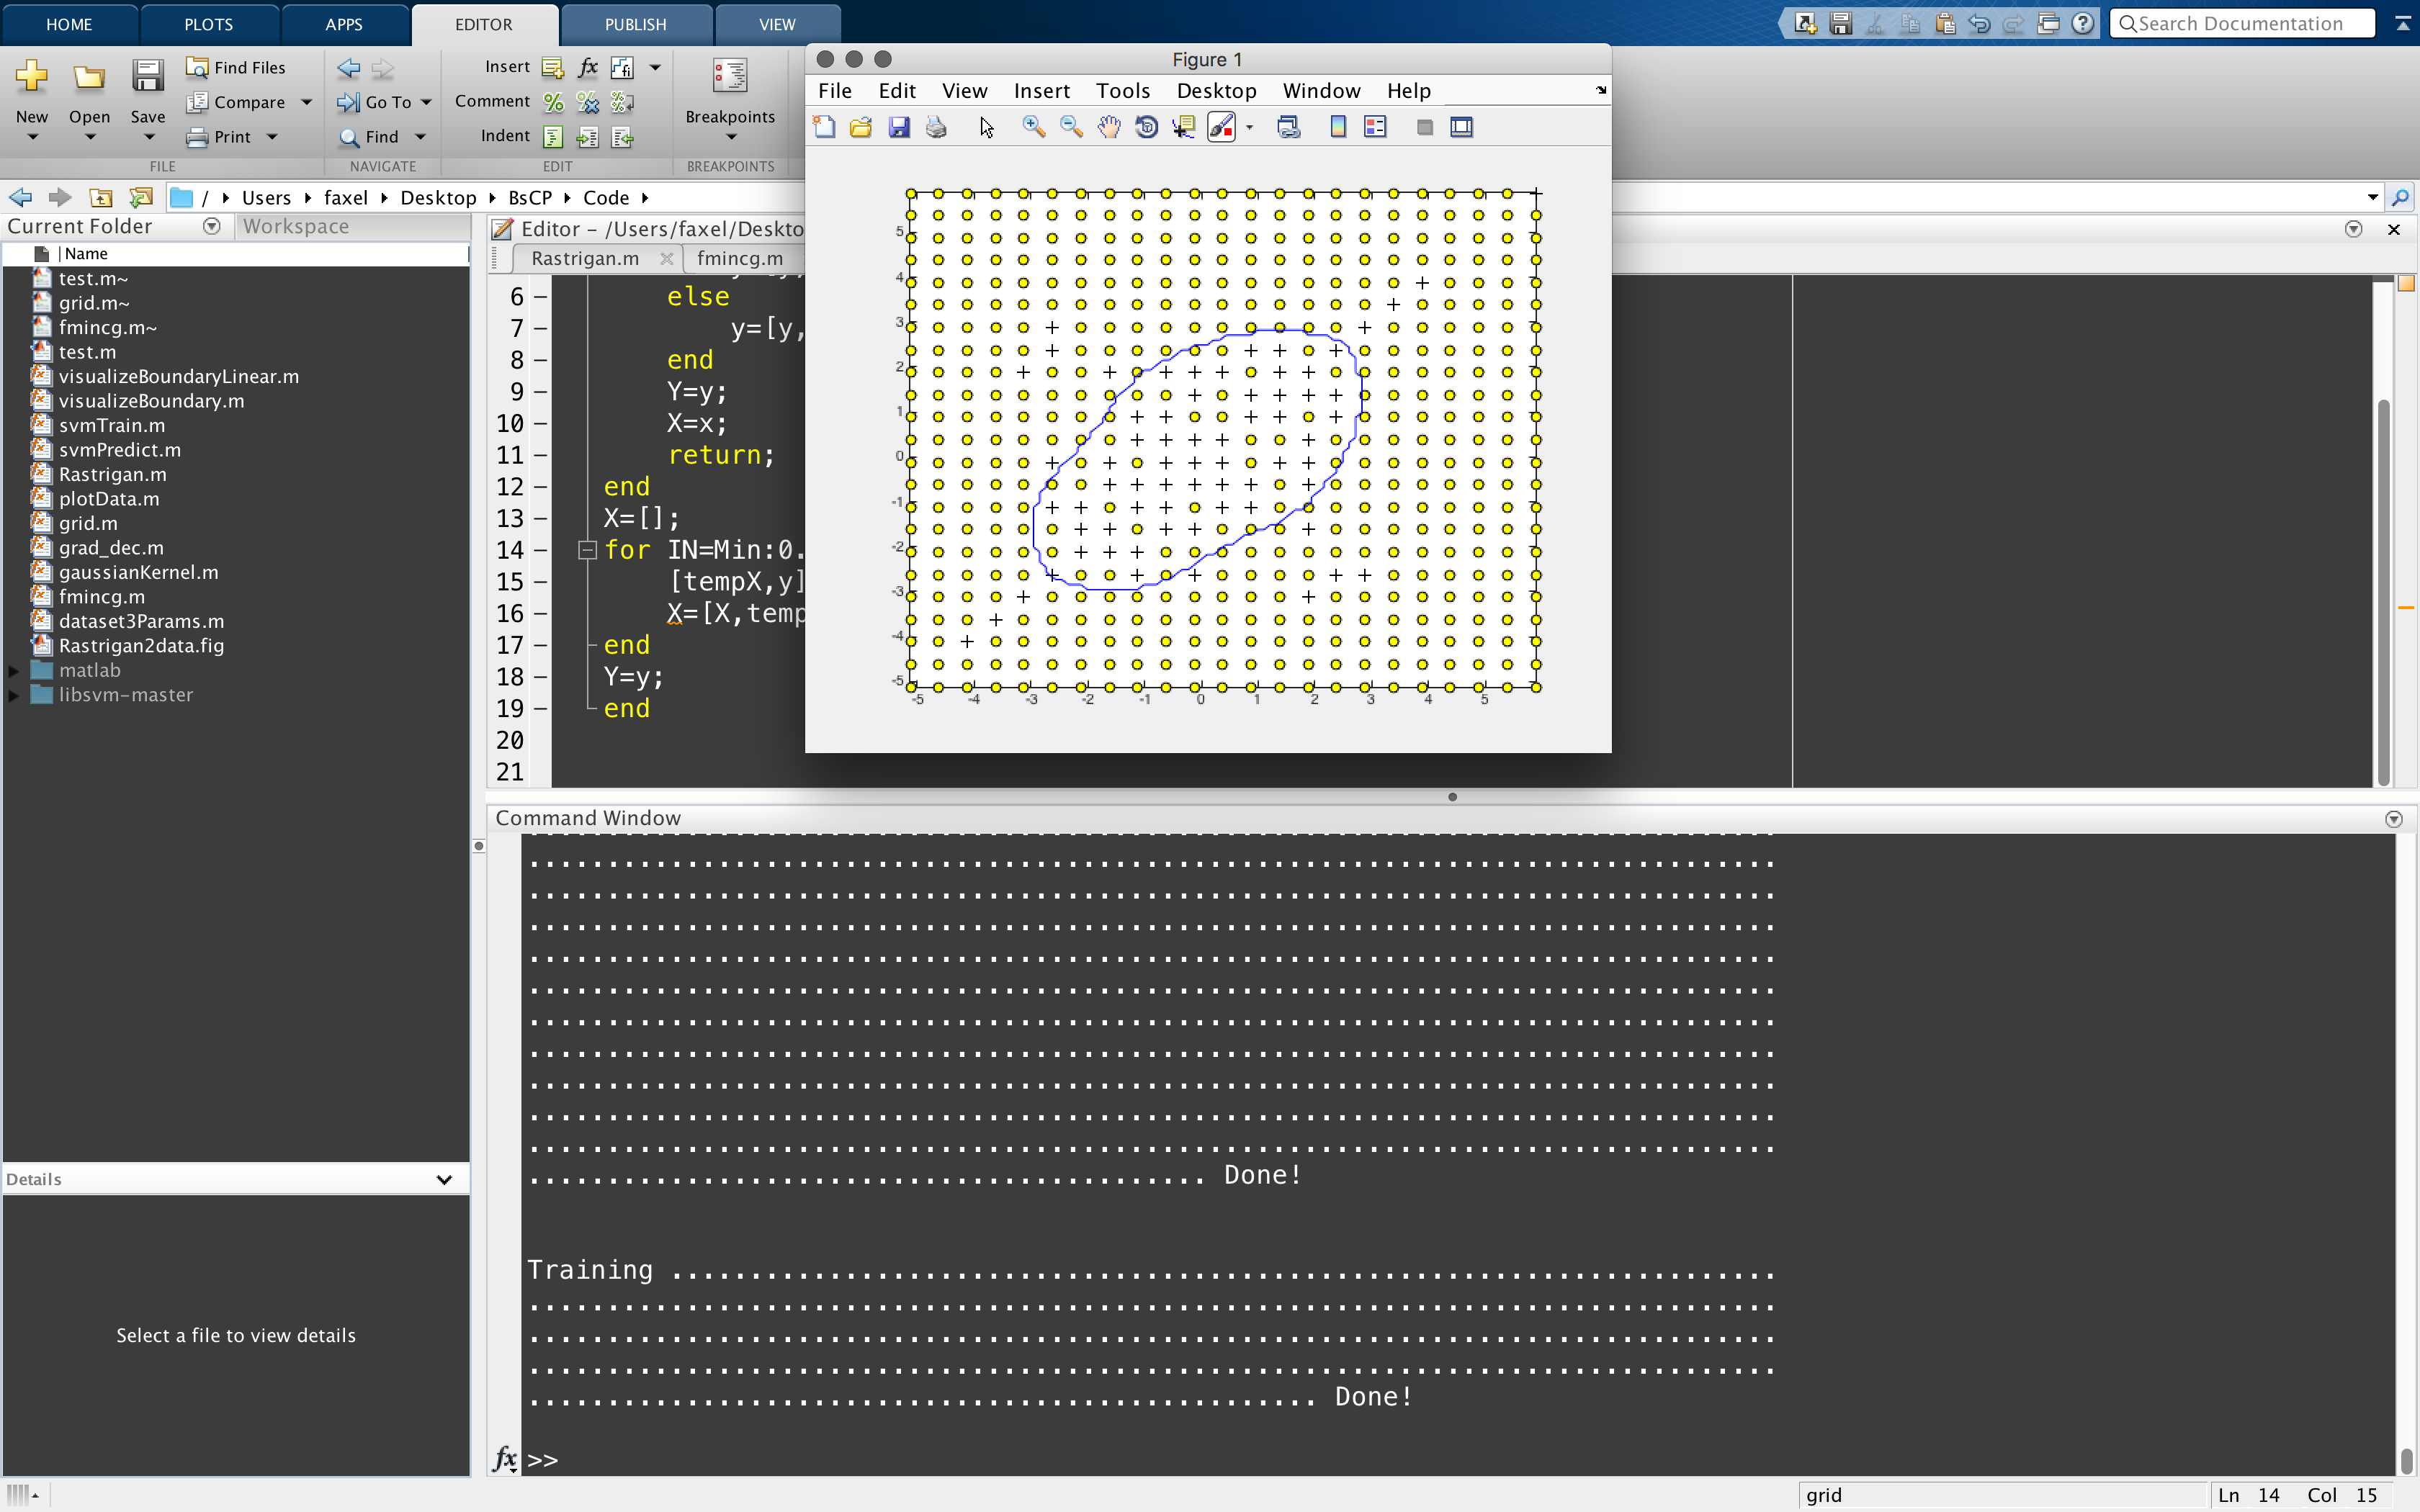 HOME PLOTS APPS EDITOR PUBLISH VIEW
Search Documentation
New
Open
Save
Find Files
Compare
Print
FILE
Go To
Find
NAVIGATE
Insert fx
Comment
Indent
EDIT
Breakpoints
BREAKPOINTS
Figure 1
File Edit View Insert Tools Desktop Window Help
5
4
3
2
1
0
-1
-2
-3
-4
-5
-5 -4 -3 -2 -1 0 1 2 3 4 5
/ Users faxel Desktop BsCP Code
Current Folder Workspace
Name
test.m~
grid.m~
fmincg.m~
test.m
visualizeBoundaryLinear.m
visualizeBoundary.m
svmTrain.m
svmPredict.m
Rastrigan.m
plotData.m
grid.m
grad_dec.m
gaussianKernel.m
fmincg.m
dataset3Params.m
Rastrigan2data.fig
matlab
libsvm-master
Details
Select a file to view details
Editor - /Users/faxel/Deskto
Rastrigan.m fmincg.m
6 - else
7 - y=[y,
8 - end
9 - Y=y;
10 - X=x;
11 - return;
12 - end
13 - X=[];
14 - for IN=Min:0.
15 - [tempX,y]
16 - X=[X,temp
17 - end
18 - Y=y;
19 - end
20
21
Command Window
Done!
Training ......................................................................
Done!
fx >>
grid
Ln 14 Col 15